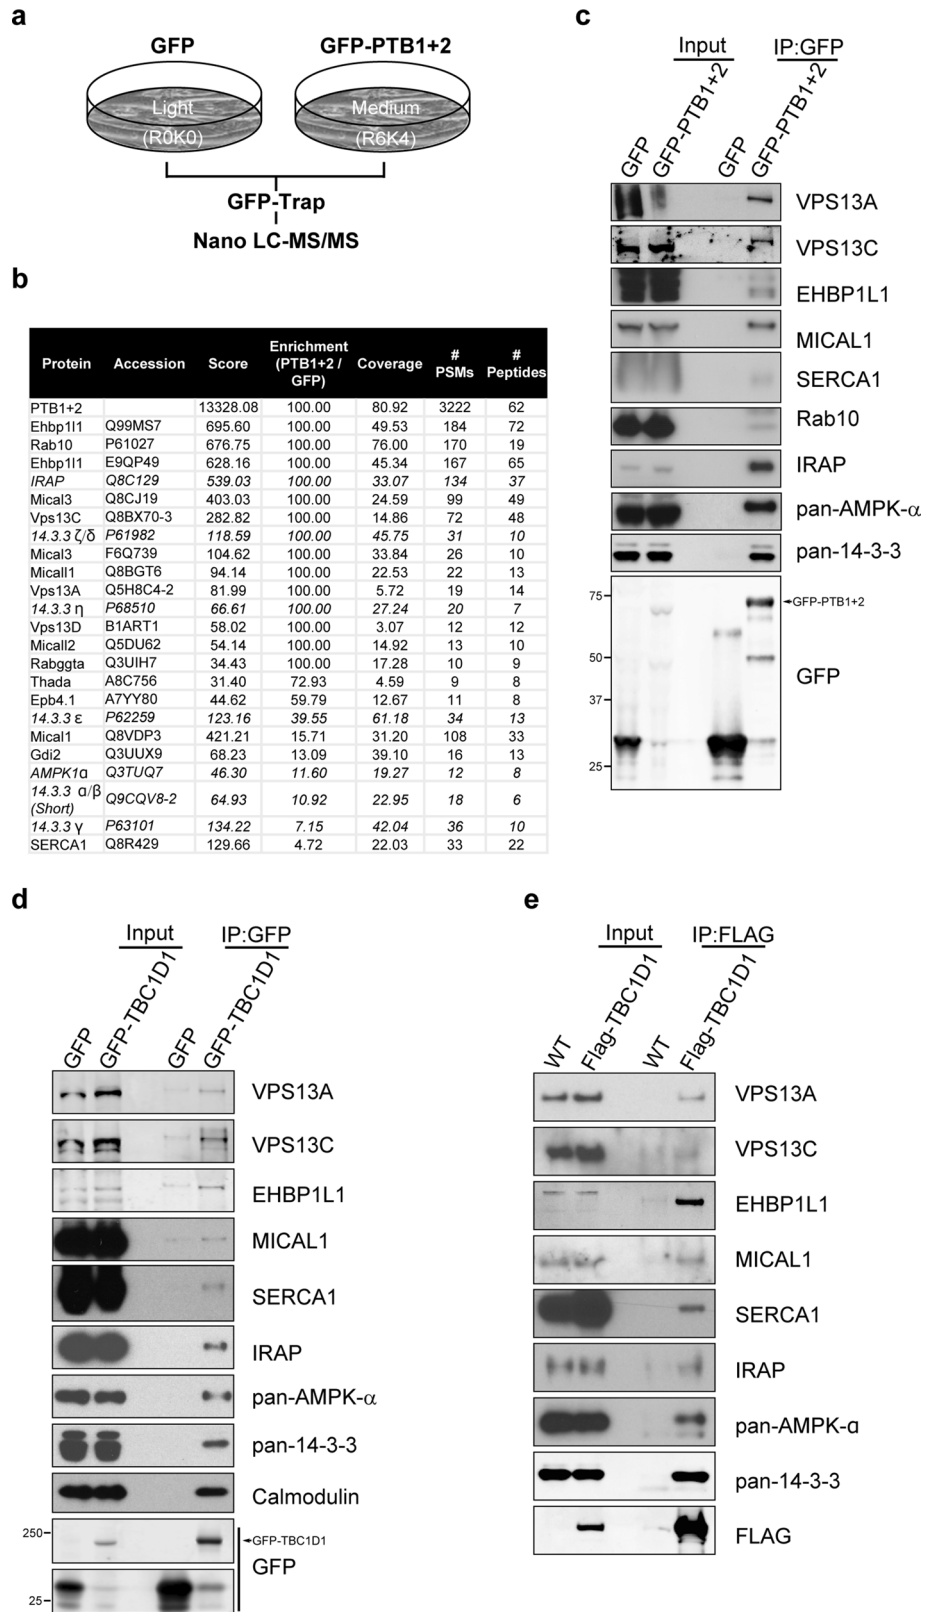 a
GFP
GFP-PTB1+2
Light
Medium
(R0K0)
(R6K4)
GFP-Trap
Nano LC-MS/MS
b
Protein Accession Score Enrichment (PTB1+2 / GFP) Coverage # PSMs # Peptides
PTB1+2 13328.08 100.00 80.92 3222 62
Ehbp1l1 Q99MS7 695.60 100.00 49.53 184 72
Rab10 P61027 676.75 100.00 76.00 170 19
Ehbp1l1 E9QP49 628.16 100.00 45.34 167 65
IRAP Q8C129 539.03 100.00 33.07 134 37
Mical3 Q8CJ19 403.03 100.00 24.59 99 49
Vps13C Q8BX70-3 282.82 100.00 14.86 72 48
14.3.3 ζ/δ P61982 118.59 100.00 45.75 31 10
Mical3 F6Q739 104.62 100.00 33.84 26 10
Micall1 Q8BGT6 94.14 100.00 22.53 22 13
Vps13A Q5H8C4-2 81.99 100.00 5.72 19 14
14.3.3 η P68510 66.61 100.00 27.24 20 7
Vps13D B1ART1 58.02 100.00 3.07 12 12
Micall2 Q5DU62 54.14 100.00 14.92 13 10
Rabggta Q3UIH7 34.43 100.00 17.28 10 9
Thada A8C756 31.40 72.93 4.59 9 8
Epb4.1 A7YY80 44.62 59.79 12.67 11 8
14.3.3 ε P62259 123.16 39.55 61.18 34 13
Mical1 Q8VDP3 421.21 15.71 31.20 108 33
Gdi2 Q3UUX9 68.23 13.09 39.10 16 13
AMPK1α Q3TUQ7 46.30 11.60 19.27 12 8
14.3.3 α/β (Short) Q9CQV8-2 64.93 10.92 22.95 18 6
14.3.3 γ P63101 134.22 7.15 42.04 36 10
SERCA1 Q8R429 129.66 4.72 22.03 33 22
c
Input IP:GFP
GFP GFP-PTB1+2 GFP GFP-PTB1+2
VPS13A
VPS13C
EHBP1L1
MICAL1
SERCA1
Rab10
IRAP
pan-AMPK-α
pan-14-3-3
75
GFP-PTB1+2
50
GFP
37
25
d
Input IP:GFP
GFP GFP-TBC1D1 GFP GFP-TBC1D1
VPS13A
VPS13C
EHBP1L1
MICAL1
SERCA1
IRAP
pan-AMPK-α
pan-14-3-3
Calmodulin
250
GFP-TBC1D1
GFP
25
e
Input IP:FLAG
WT Flag-TBC1D1 WT Flag-TBC1D1
VPS13A
VPS13C
EHBP1L1
MICAL1
SERCA1
IRAP
pan-AMPK-α
pan-14-3-3
FLAG